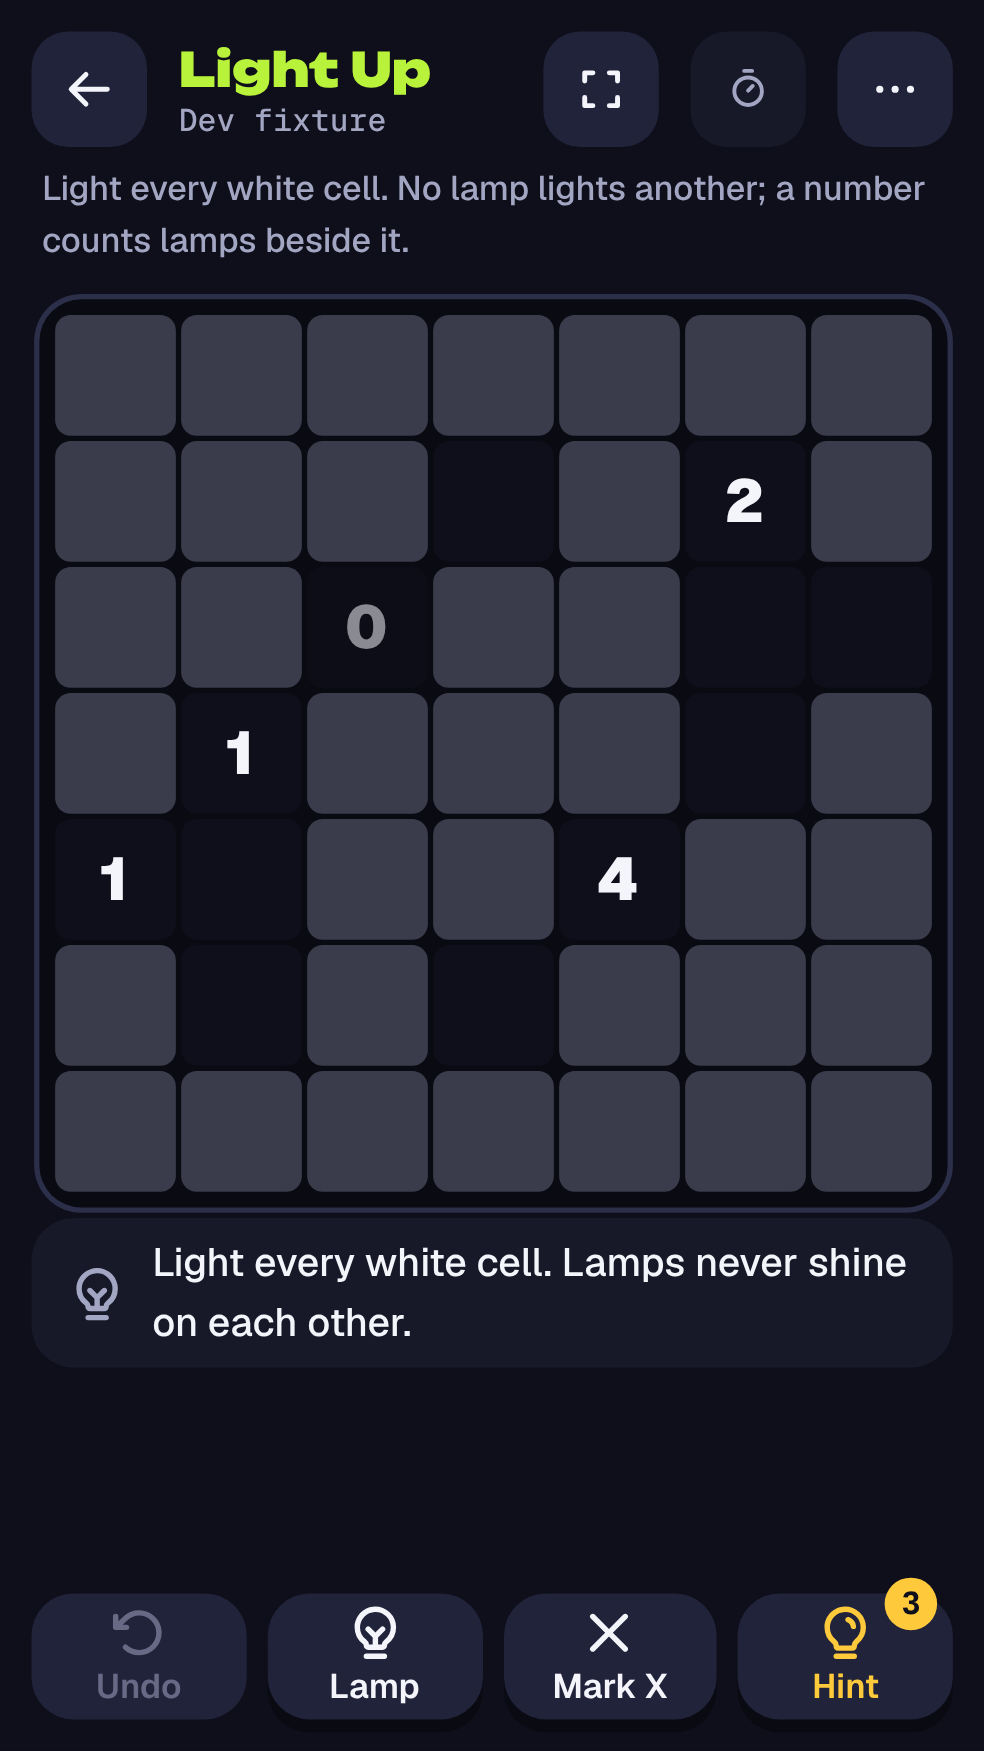 Light Up
Dev fixture
Light every white cell. No lamp lights another; a number
counts lamps beside it.
2
0
1
1 4
Light every white cell. Lamps never shine
on each other.
3
Undo Lamp Mark X Hint